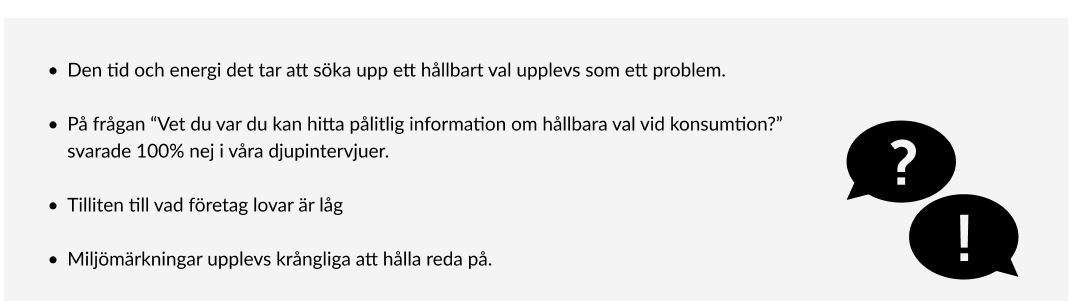 • Den tid och energi det tar att söka upp ett hållbart val upplevs som ett problem.
• På frågan “Vet du var du kan hitta pålitlig information om hållbara val vid konsumtion?”
svarade 100% nej i våra djupintervjuer.
• Tilliten till vad företag lovar är låg
• Miljömärkningar upplevs krångliga att hålla reda på.
?
!